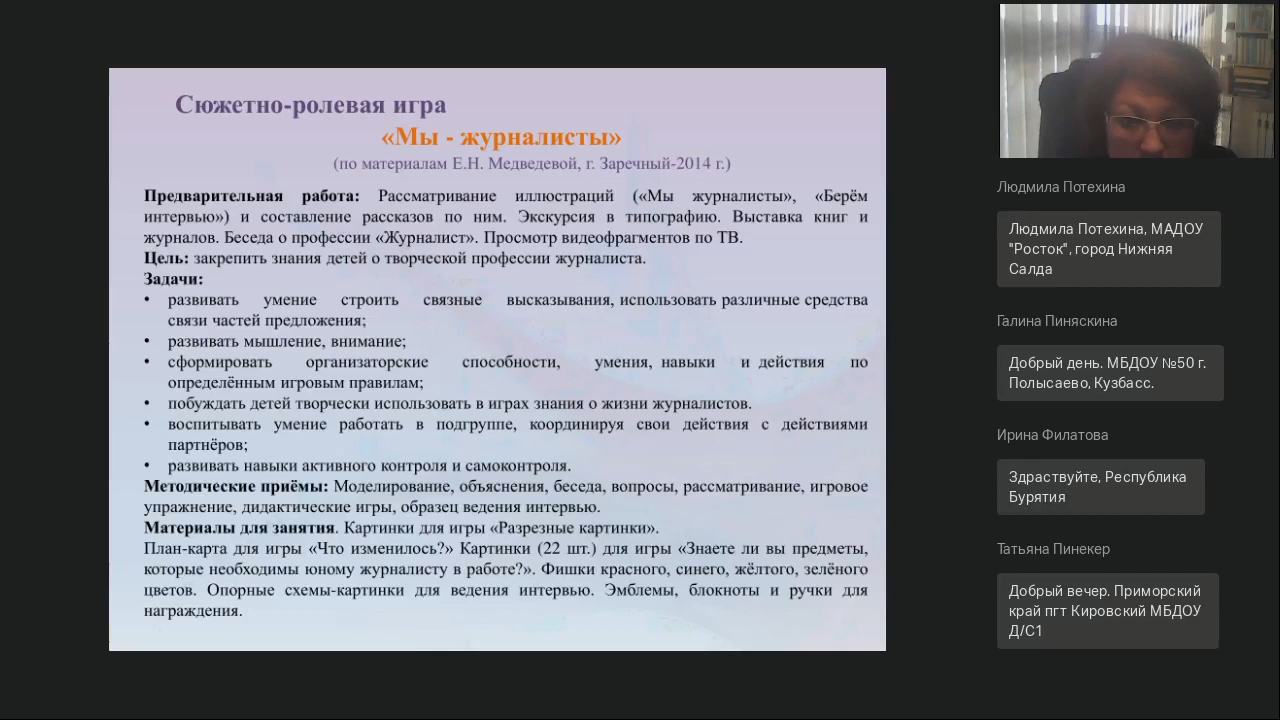 Сюжетно-ролевая игра
«Мы - журналисты»
(по материалам Е.Н. Медведевой, г. Заречный-2014 г.)
Предварительная работа: Рассматривание иллюстраций («Мы журналисты», «Берём
интервью») и составление рассказов по ним. Экскурсия в типографию. Выставка книг и
журналов. Беседа о профессии «Журналист». Просмотр видеофрагментов по ТВ.
Цель: закрепить знания детей о творческой профессии журналиста.
Задачи:
• развивать умение строить связные высказывания, использовать различные средства
связи частей предложения;
• развивать мышление, внимание;
• сформировать организаторские способности, умения, навыки и действия по
определённым игровым правилам;
• побуждать детей творчески использовать в играх знания о жизни журналистов.
• воспитывать умение работать в подгруппе, координируя свои действия с действиями
партнёров;
• развивать навыки активного контроля и самоконтроля.
Методические приёмы: Моделирование, объяснения, беседа, вопросы, рассматривание, игровое
упражнение, дидактические игры, образец ведения интервью.
Материалы для занятия. Картинки для игры «Разрезные картинки».
План-карта для игры «Что изменилось?» Картинки (22 шт.) для игры «Знаете ли вы предметы,
которые необходимы юному журналисту в работе?». Фишки красного, синего, жёлтого, зелёного
цветов. Опорные схемы-картинки для ведения интервью. Эмблемы, блокноты и ручки для
награждения.
Людмила Потехина
Людмила Потехина, МАДОУ
"Росток", город Нижняя
Салда
Галина Пиняскина
Добрый день. МБДОУ №50 г.
Полысаево, Кузбасс.
Ирина Филатова
Здраствуйте, Республика
Бурятия
Татьяна Пинекер
Добрый вечер. Приморский
край пгт Кировский МБДОУ
Д/С1